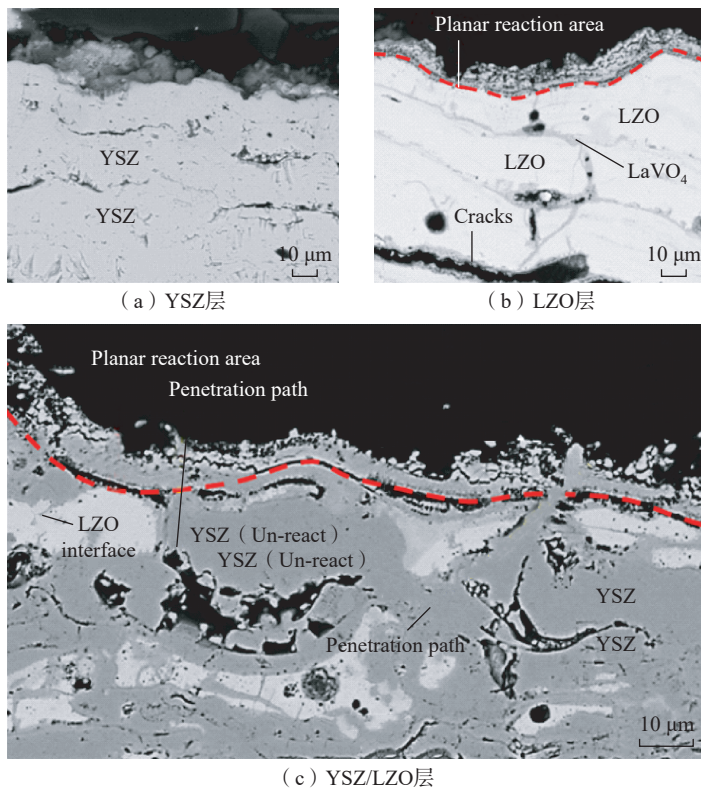 Planar reaction area
YSZ
YSZ
10 μm
LZO
LZO
LaVO4
Cracks
10 μm
（a）YSZ层
（b）LZO层
Planar reaction area
Penetration path
LZO
interface
YSZ（Un-react）
YSZ（Un-react）
YSZ
YSZ
Penetration path
10 μm
（c）YSZ/LZO层